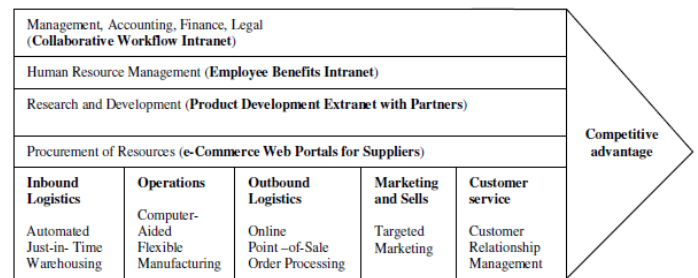 Management, Accounting, Finance, Legal
(Collaborative Workflow Intranet)
Human Resource Management (Employee Benefits Intranet)
Research and Development (Product Development Extranet with Partners)
Procurement of Resources (e-Commerce Web Portals for Suppliers)
Competitive
advantage
Inbound
Logistics
Automated
Just-in- Time
Warehousing
Operations
Computer-
Aided
Flexible
Manufacturing
Outbound
Logistics
Online
Point –of-Sale
Order Processing
Marketing
and Sells
Targeted
Marketing
Customer
service
Customer
Relationship
Management